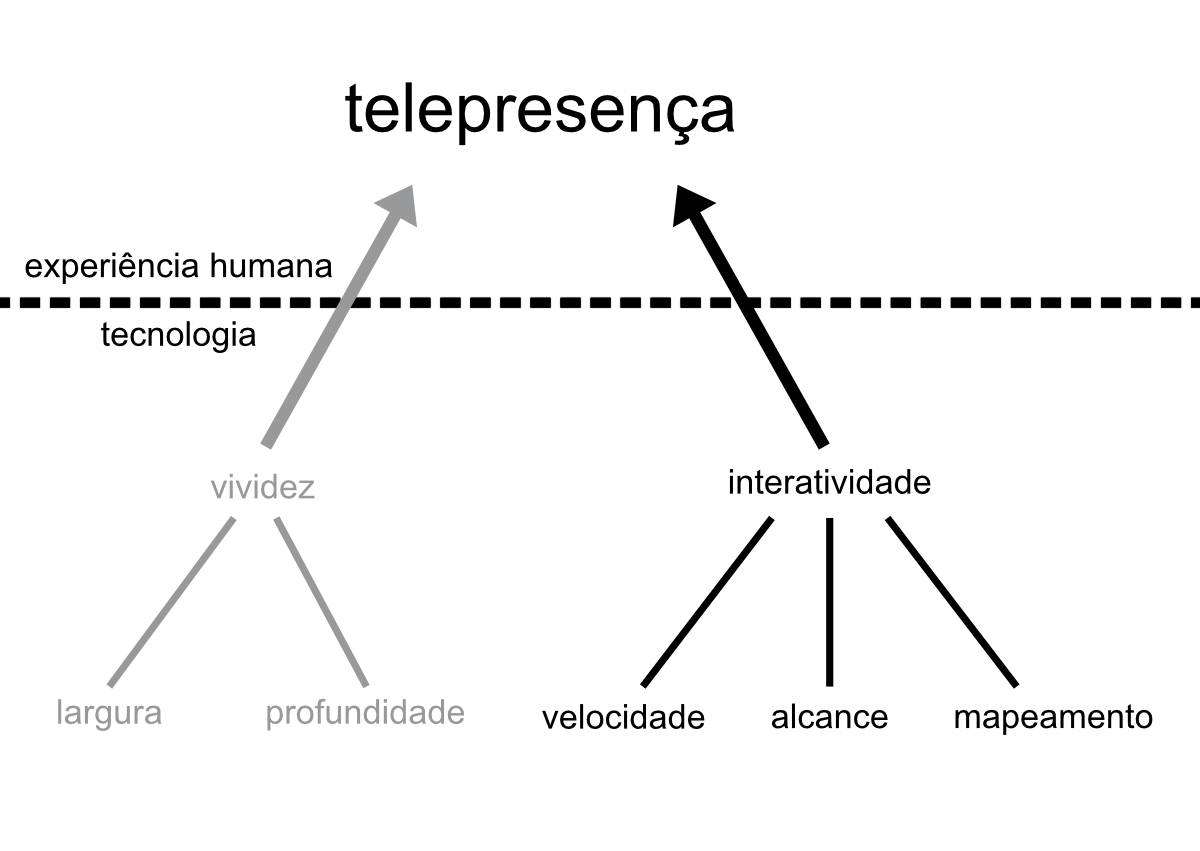 telepresença
experiência humana
tecnologia
vividez
interatividade
largura
profundidade
velocidade
alcance
mapeamento